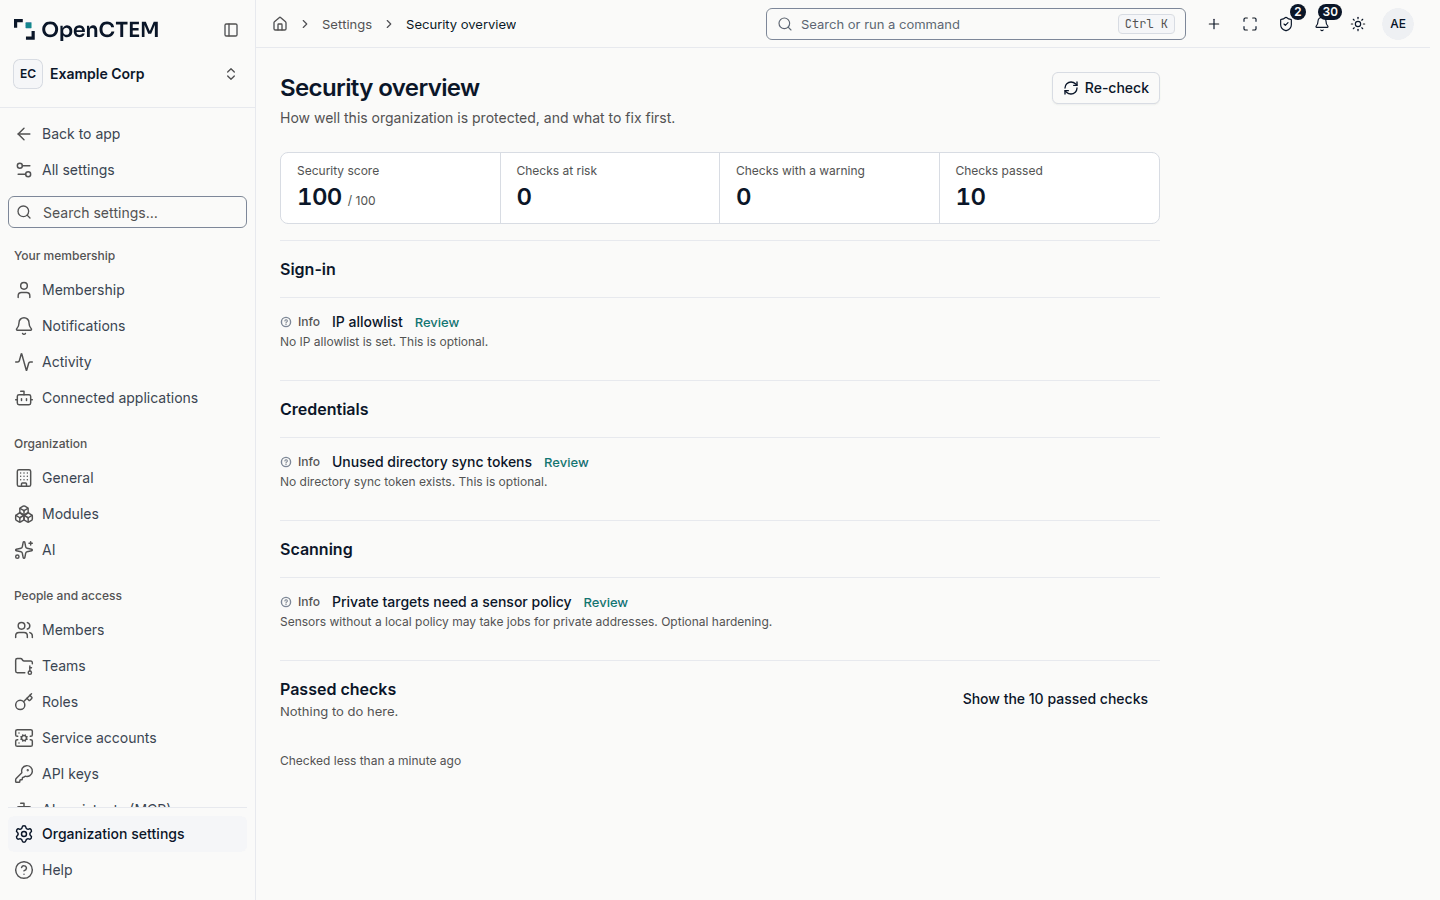 OpenCTEM
EC Example Corp
Back to app
All settings
Search settings...
Your membership
Membership
Notifications
Activity
Connected applications
Organization
General
Modules
AI
People and access
Members
Teams
Roles
Service accounts
API keys
Organization settings
Help
Settings Security overview
Search or run a command Ctrl K
2
30
AE
Security overview
Re-check
How well this organization is protected, and what to fix first.
Security score
100 / 100
Checks at risk
0
Checks with a warning
0
Checks passed
10
Sign-in
Info IP allowlist Review
No IP allowlist is set. This is optional.
Credentials
Info Unused directory sync tokens Review
No directory sync token exists. This is optional.
Scanning
Info Private targets need a sensor policy Review
Sensors without a local policy may take jobs for private addresses. Optional hardening.
Passed checks
Nothing to do here.
Show the 10 passed checks
Checked less than a minute ago